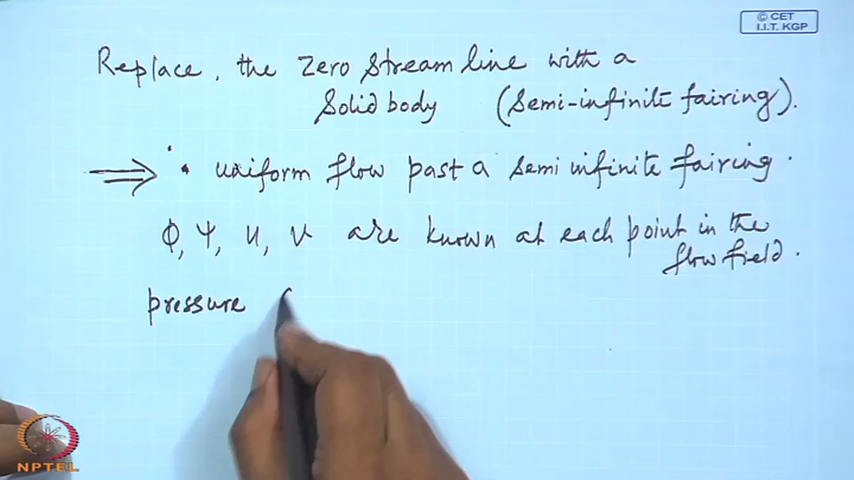 © CET
I.I.T. KGP
Replace, the Zero stream line with a
Solid body (Semi-infinite fairing).
⟹ • uniform flow past a semi infinite fairing.
Φ, Ψ, u, v are known at each point in the
flow field.
pressure
NPTEL